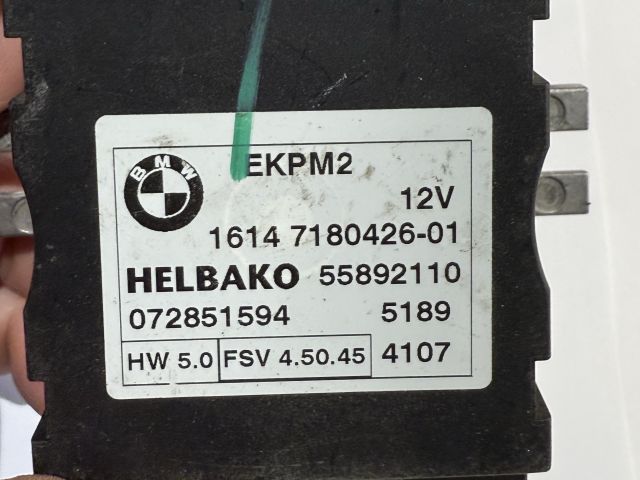 BMW
EKPM2
12V
1614 7180426-01
HELBAKO 55892110
072851594 5189
HW 5.0 FSV 4.50.45 4107